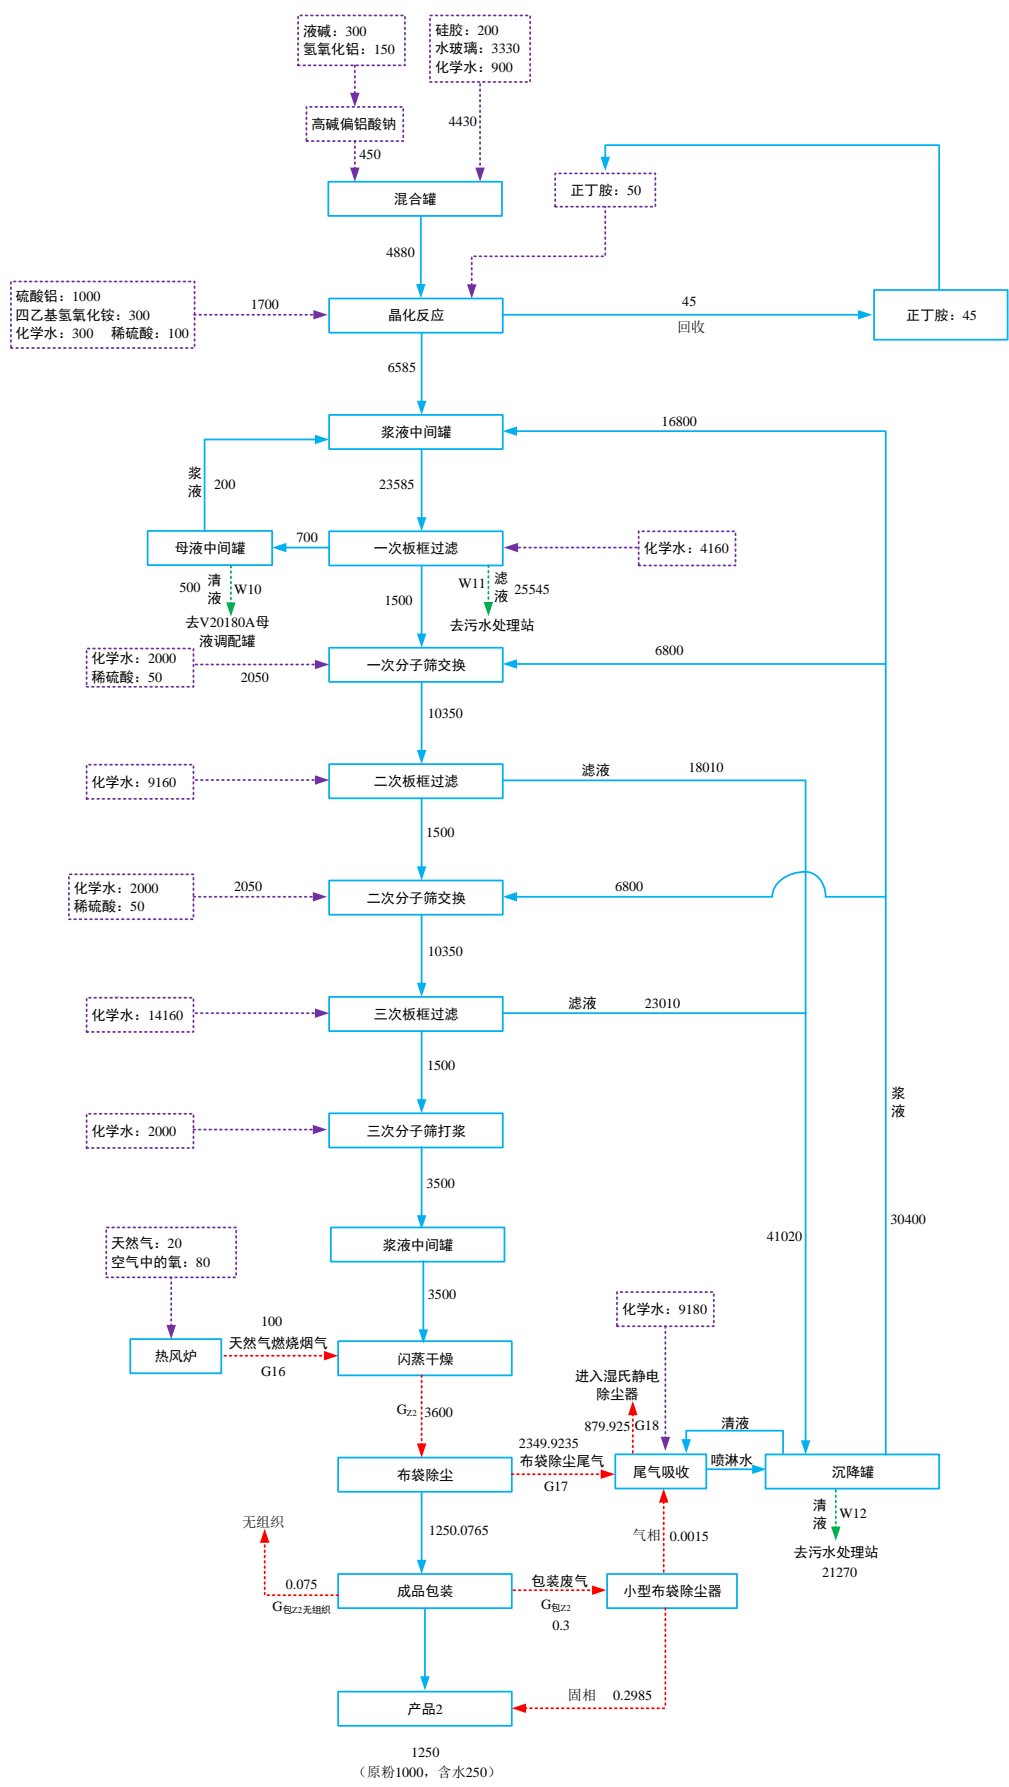 液碱：300
氢氧化铝：150
硅胶：200
水玻璃：3330
化学水：900
高碱偏铝酸钠
4430
450
混合罐
正丁胺：50
4880
硫酸铝：1000
四乙基氢氧化铵：300
化学水：300 稀硫酸：100
1700
晶化反应
45
回收
正丁胺：45
6585
浆液中间罐
16800
浆液
200
23585
母液中间罐
700
一次板框过滤
化学水：4160
500
清液
W10
去V20180A母
液调配罐
1500
W11
滤液
25545
去污水处理站
化学水：2000
稀硫酸：50
2050
一次分子筛交换
6800
10350
化学水：9160
二次板框过滤
滤液
18010
1500
化学水：2000
稀硫酸：50
2050
二次分子筛交换
6800
10350
化学水：14160
三次板框过滤
滤液
23010
1500
浆液
化学水：2000
三次分子筛打浆
3500
30400
41020
浆液中间罐
天然气：20
空气中的氧：80
3500
化学水：9180
100
天然气燃烧烟气
G16
热风炉
闪蒸干燥
进入湿氏静电
除尘器
879.925
G18
GZ2
3600
2349.9235
布袋除尘尾气
G17
布袋除尘
尾气吸收
清液
喷淋水
沉降罐
清液
W12
去污水处理站
21270
无组织
1250.0765
气相
0.0015
0.075
G包Z2无组织
成品包装
包装废气
G包Z2
0.3
小型布袋除尘器
固相
0.2985
产品2
1250
（原粉1000，含水250）